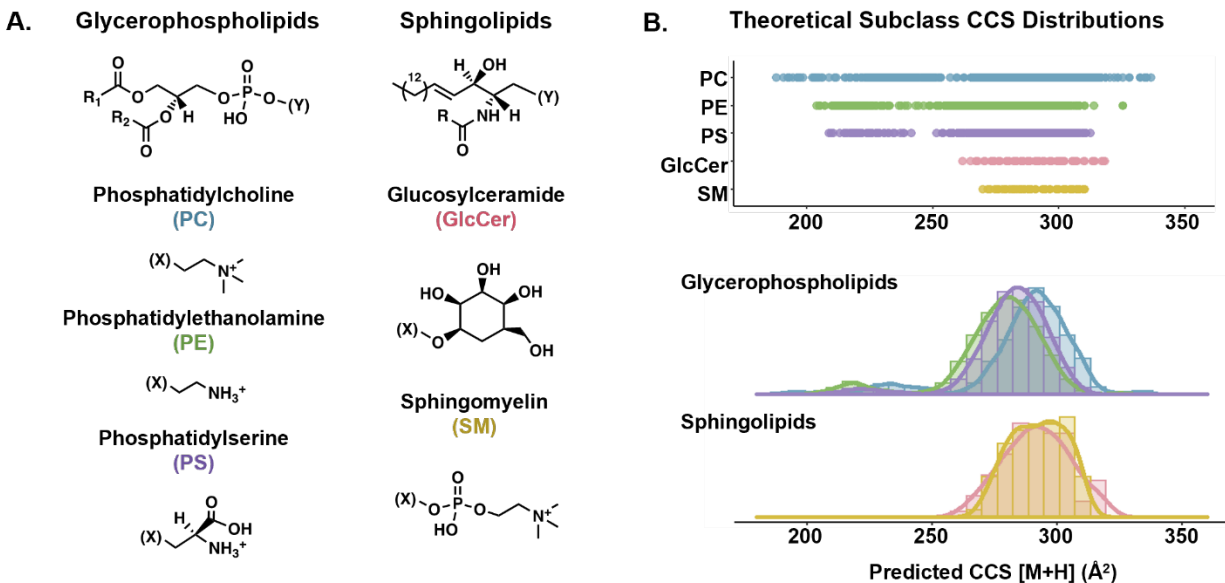 A.
Glycerophospholipids
Sphingolipids
O
R₁
O
O
P
O
(Y)
HO
R₂
O
H
O
12
H
OH
(Y)
NH
H
R
O
Phosphatidylcholine
(PC)
(X)
N⁺
Phosphatidylethanolamine
(PE)
(X)
NH₃⁺
Phosphatidylserine
(PS)
(X)
H
O
OH
NH₃⁺
Glucosylceramide
(GlcCer)
OH
HO
OH
(X)
O
OH
Sphingomyelin
(SM)
(X)
O
O
P
O
HO
N⁺
B.
Theoretical Subclass CCS Distributions
PC
PE
PS
GlcCer
SM
200 250 300 350
Glycerophospholipids
Sphingolipids
200 250 300 350
Predicted CCS [M+H] (Å²)